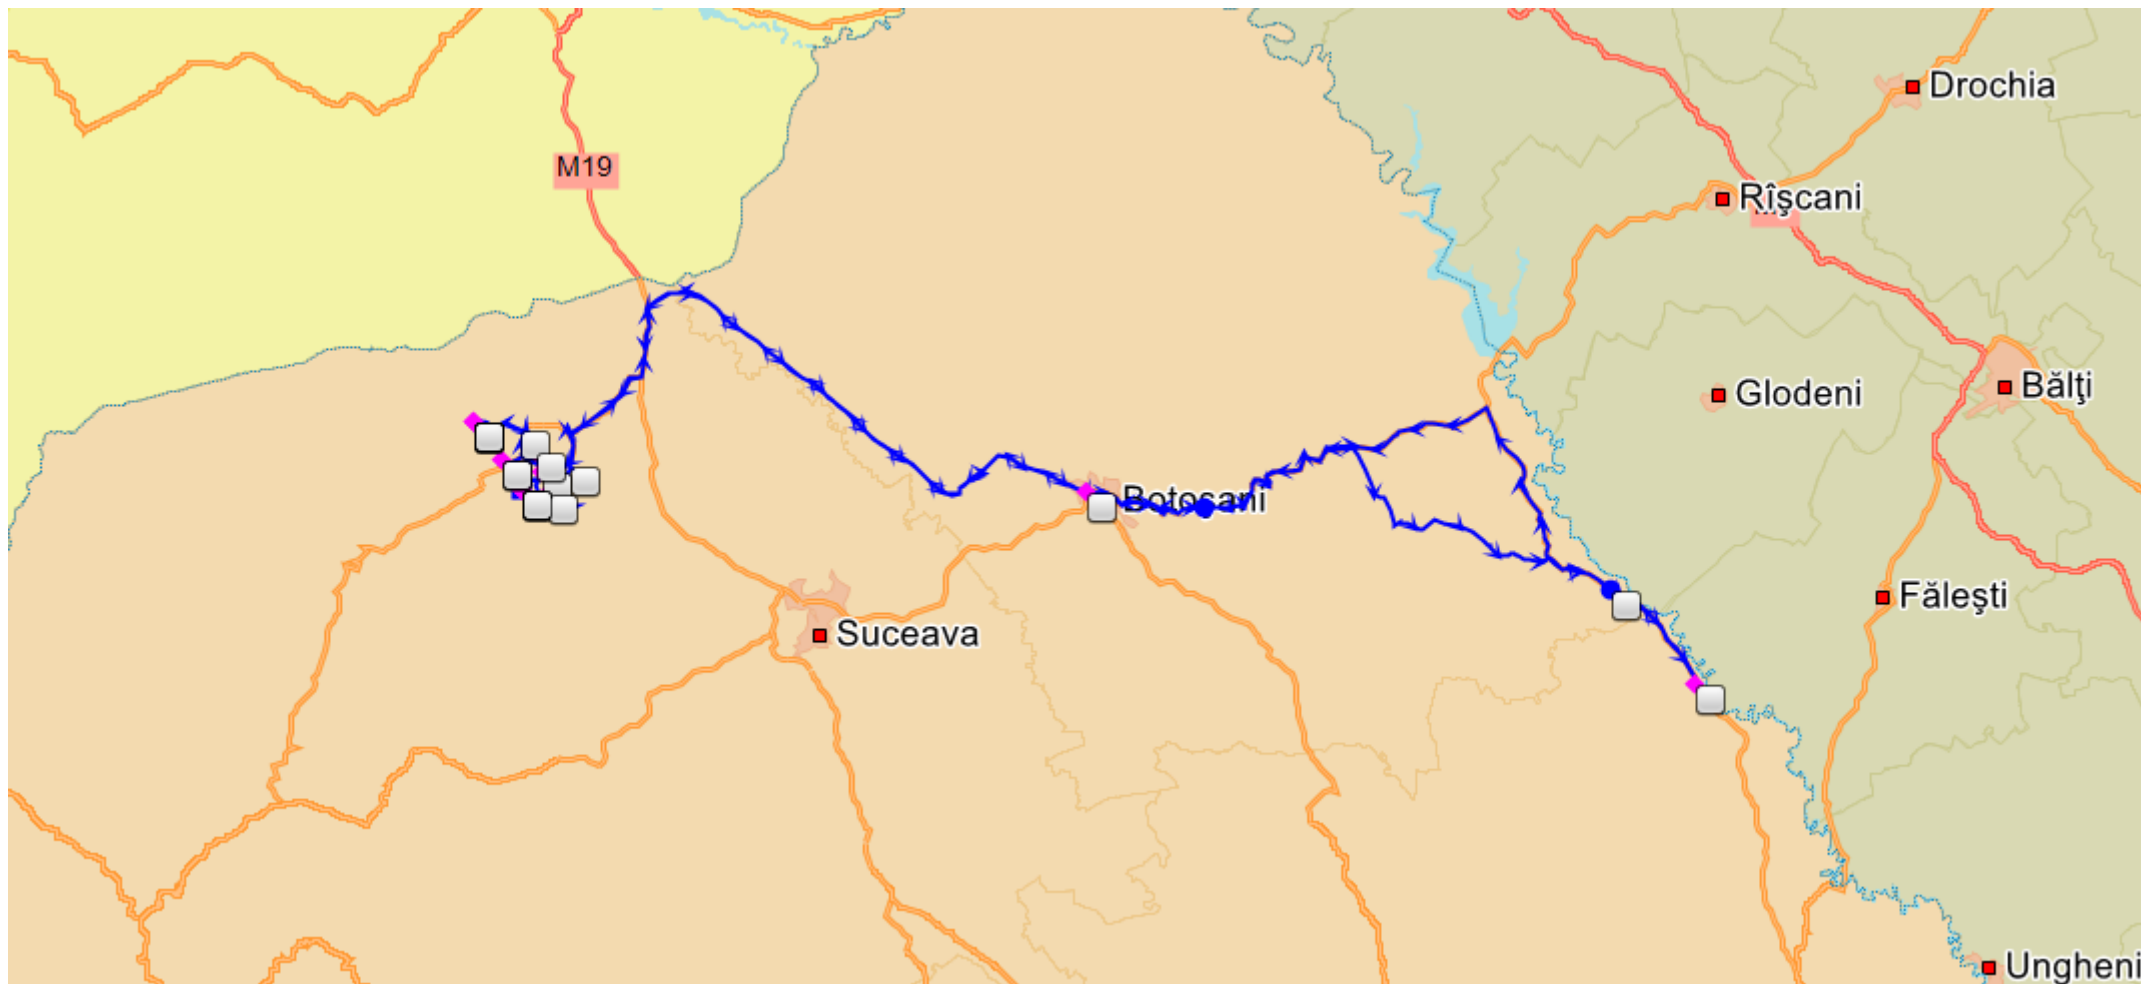 Drochia
M19
Rîşcani
Bălţi
Glodeni
Botoşani
Făleşti
Suceava
Ungheni